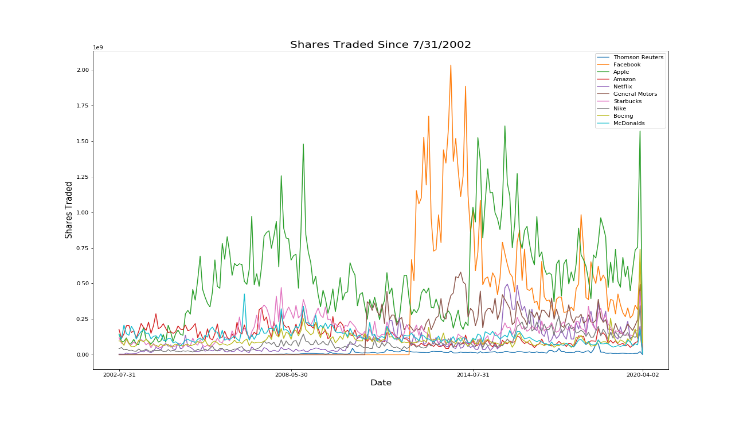 Shares Traded Since 7/31/2002
1e9
2.00
1.75
1.50
1.25
1.00
0.75
0.50
0.25
0.00
Shares Traded
2002-07-31
2008-05-30
2014-07-31
2020-04-02
Date
Thomson Reuters
Facebook
Apple
Amazon
Netflix
General Motors
Starbucks
Nike
Boeing
McDonalds